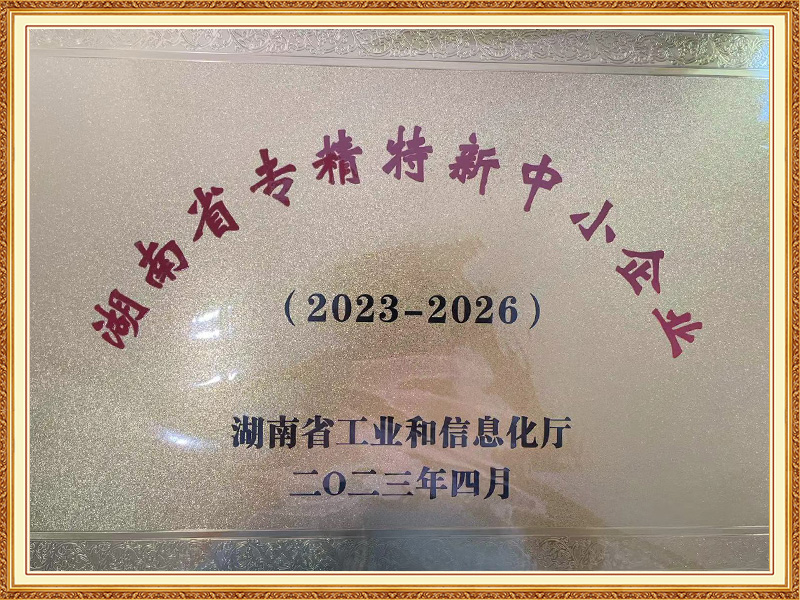 湖南省专精特新中小企业
（2023-2026）
湖南省工业和信息化厅
二〇二三年四月